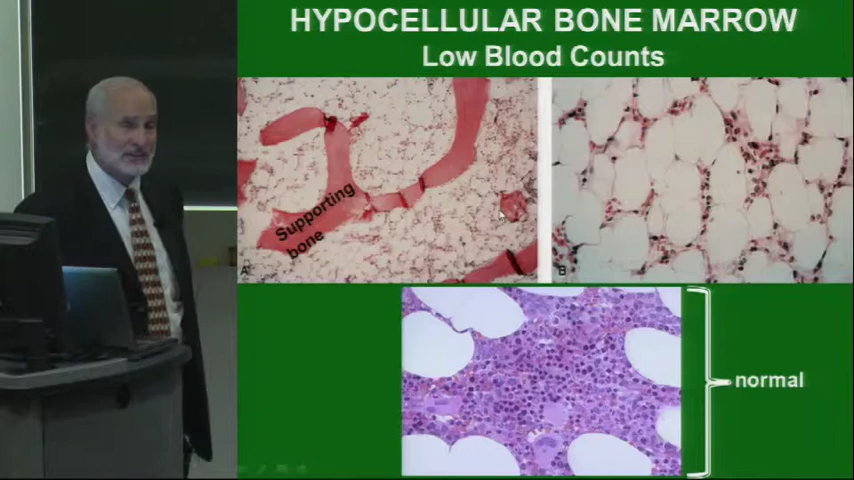 HYPOCELLULAR BONE MARROW
Low Blood Counts
Supporting
bone
A
B
normal